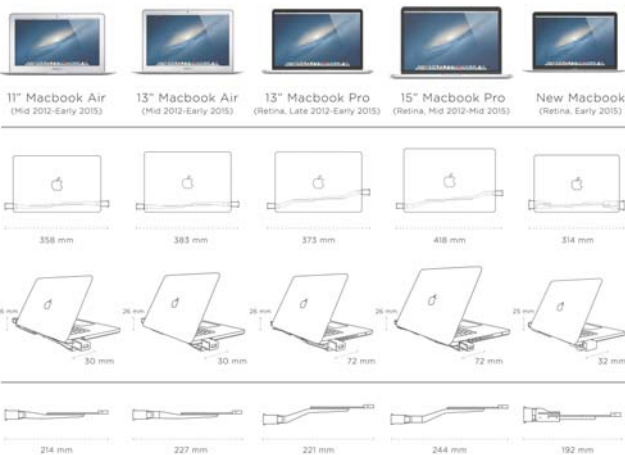 11" Macbook Air
(Mid 2012-Early 2015)
13" Macbook Air
(Mid 2012-Early 2015)
13" Macbook Pro
(Retina, Late 2012-Early 2015)
15" Macbook Pro
(Retina, Mid 2012-Mid 2015)
New Macbook
(Retina, Early 2015)
358 mm
383 mm
373 mm
418 mm
314 mm
mm
26 mm
26 mm
26 mm
25 mm
30 mm
30 mm
72 mm
72 mm
32 mm
214 mm
227 mm
221 mm
244 mm
192 mm